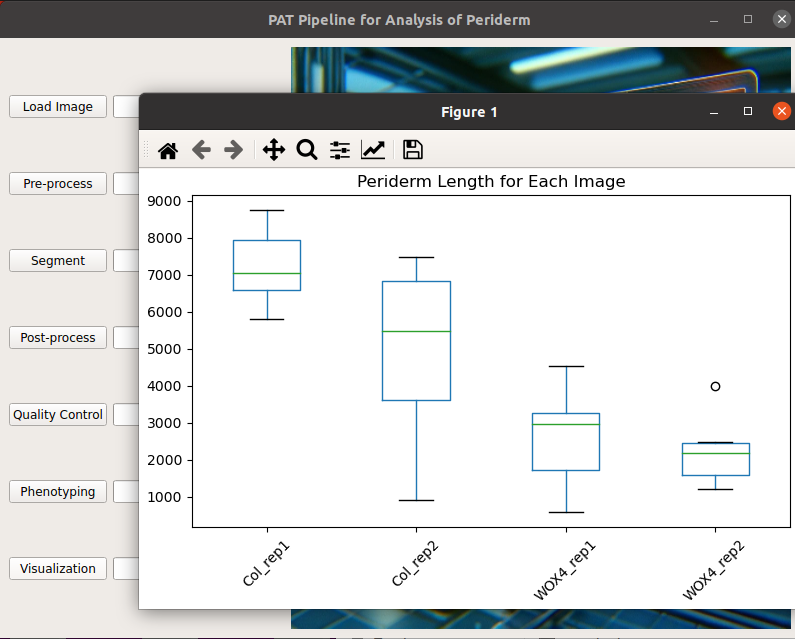 PAT Pipeline for Analysis of Periderm
Load Image
Pre-process
Segment
Post-process
Quality Control
Phenotyping
Visualization
Figure 1
Periderm Length for Each Image
9000
8000
7000
6000
5000
4000
3000
2000
1000
Col_rep1
Col_rep2
WOX4_rep1
WOX4_rep2